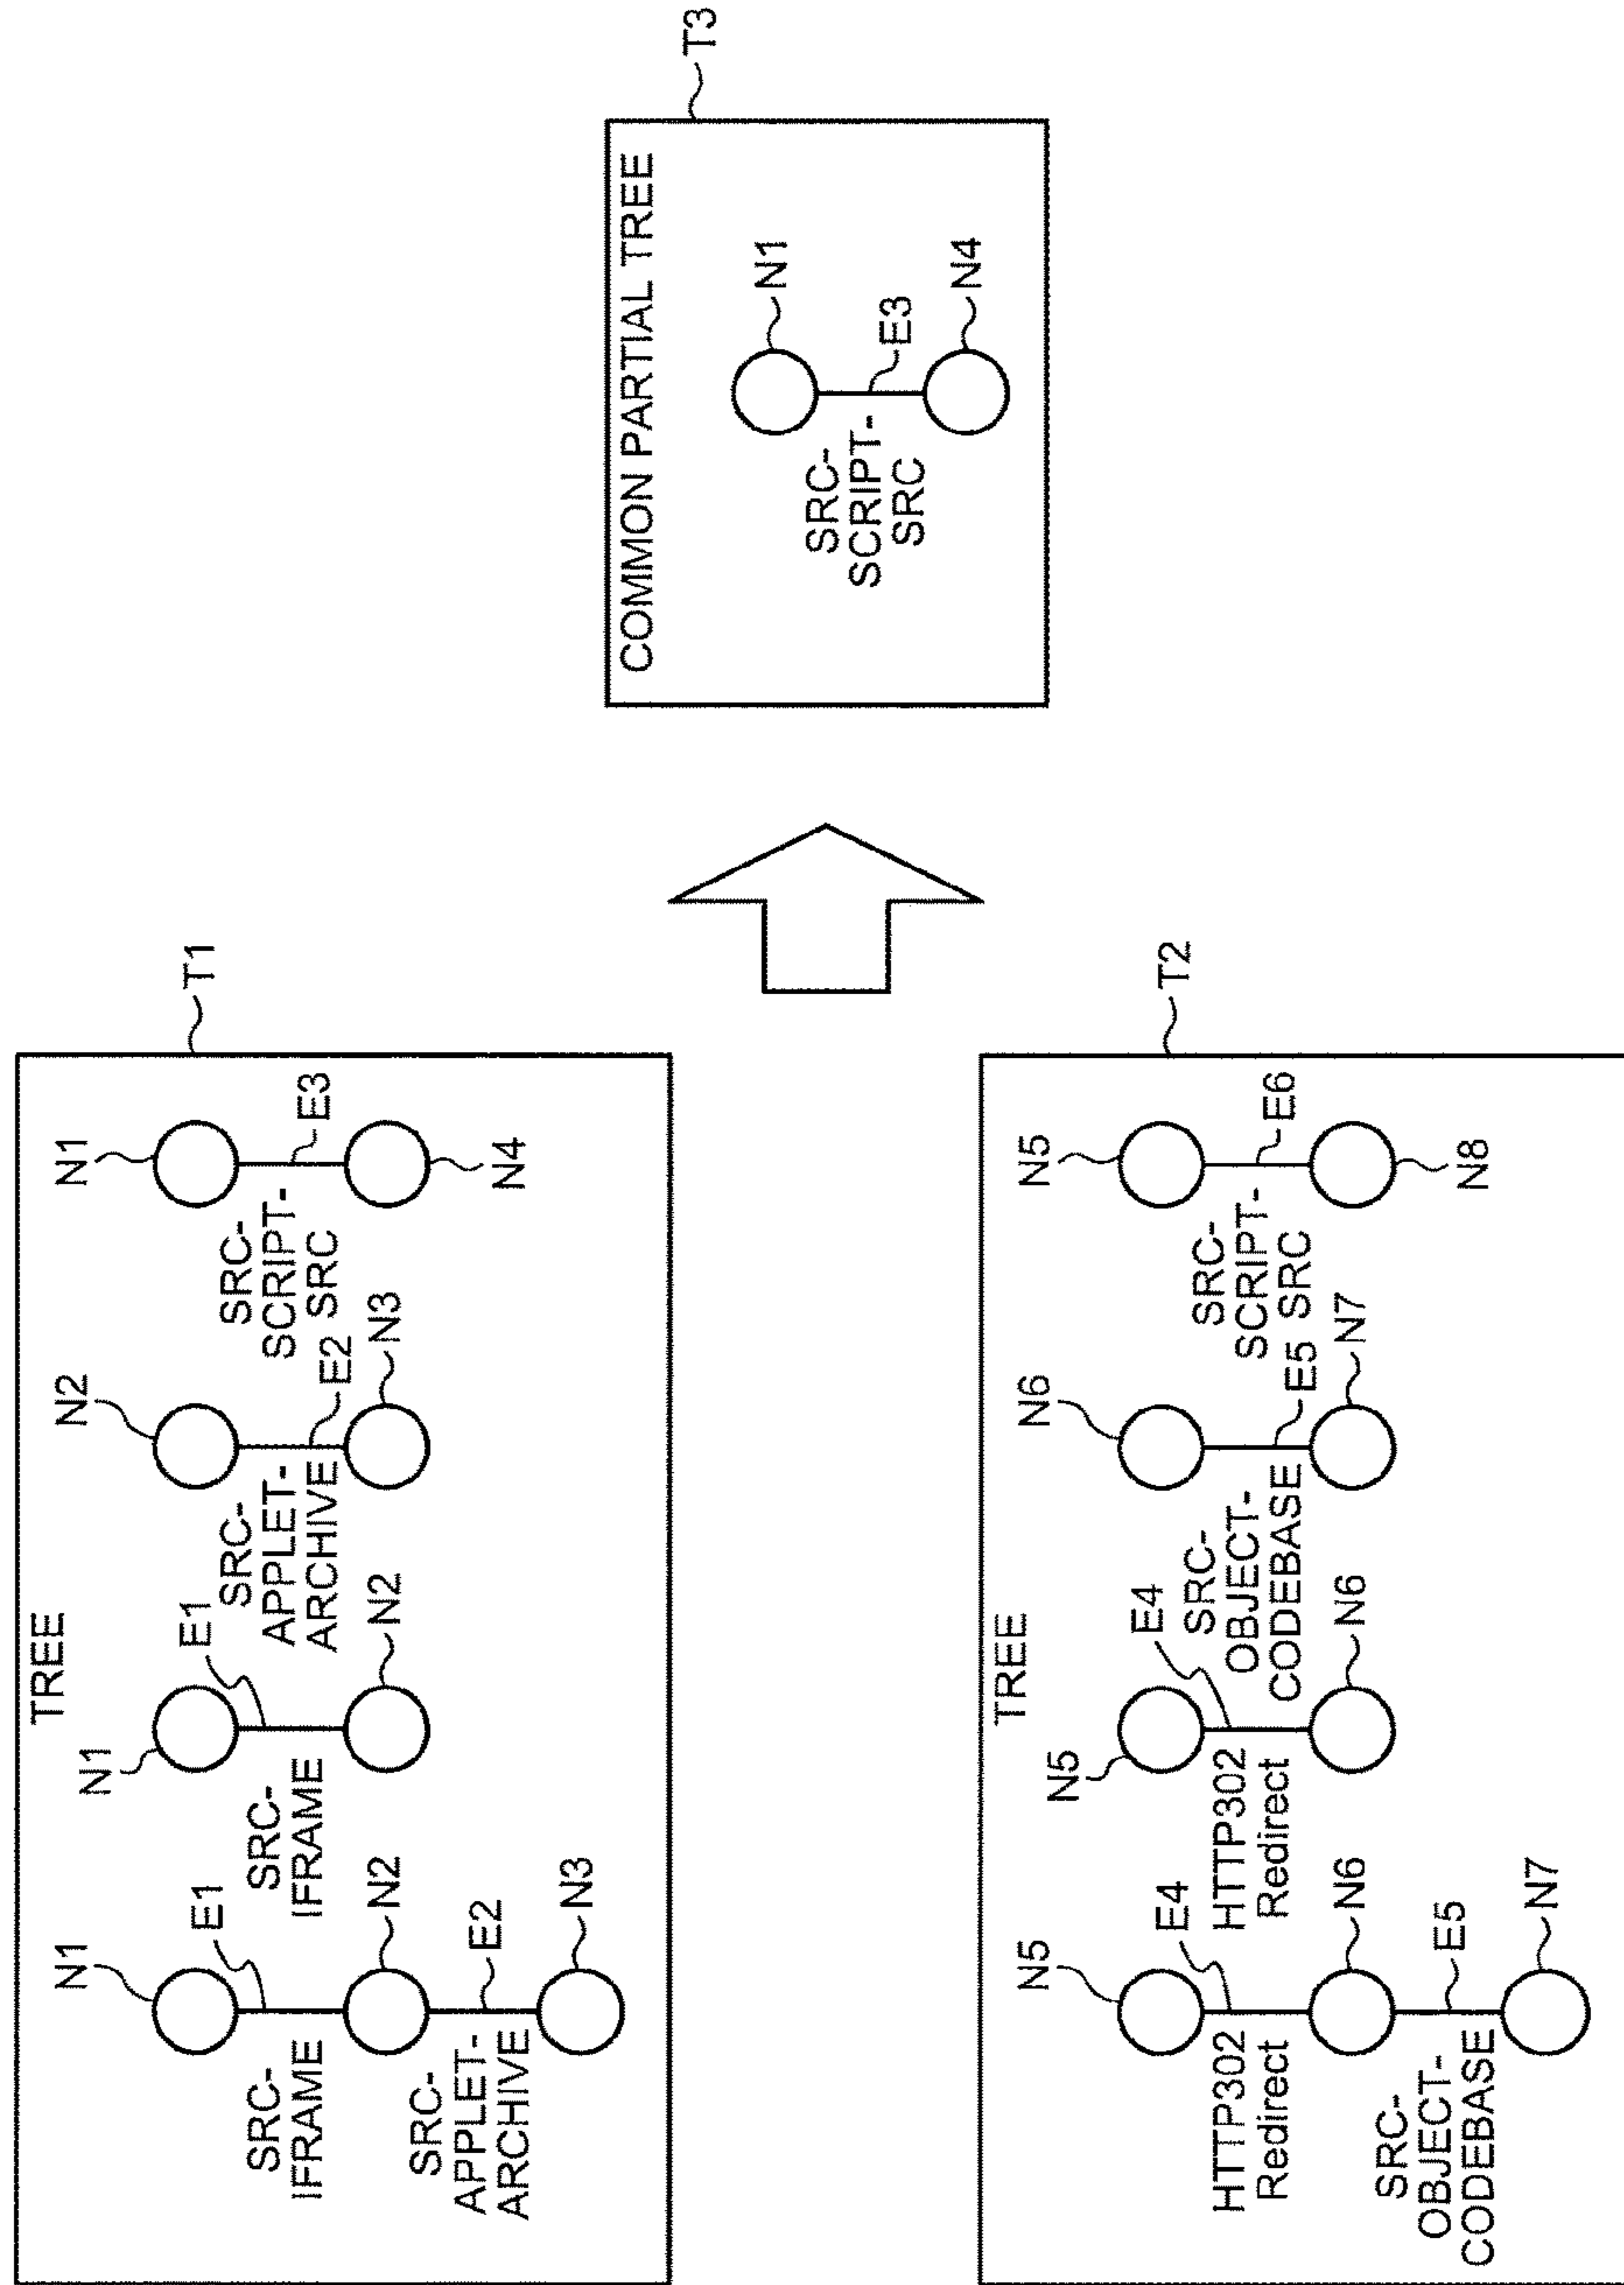 TREE
T1
N1
E1
SRC-
IFRAME
N2
E2
SRC-
APPLET-
ARCHIVE
N3
N1
E1
SRC-
IFRAME
N2
N2
SRC-
APPLET-
ARCHIVE
E2
N3
N1
SRC-
SCRIPT-
SRC
E3
N4
TREE
T2
N5
E4
HTTP302
Redirect
N6
E5
SRC-
OBJECT-
CODEBASE
N7
N5
E4
HTTP302
Redirect
N6
N6
SRC-
OBJECT-
CODEBASE
E5
N7
N5
SRC-
SCRIPT-
SRC
E6
N8
COMMON PARTIAL TREE
T3
N1
SRC-
SCRIPT-
SRC
E3
N4